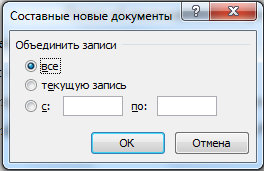 Составные новые документы
Объединить записи
все
текущую запись
с: по:
ОК Отмена